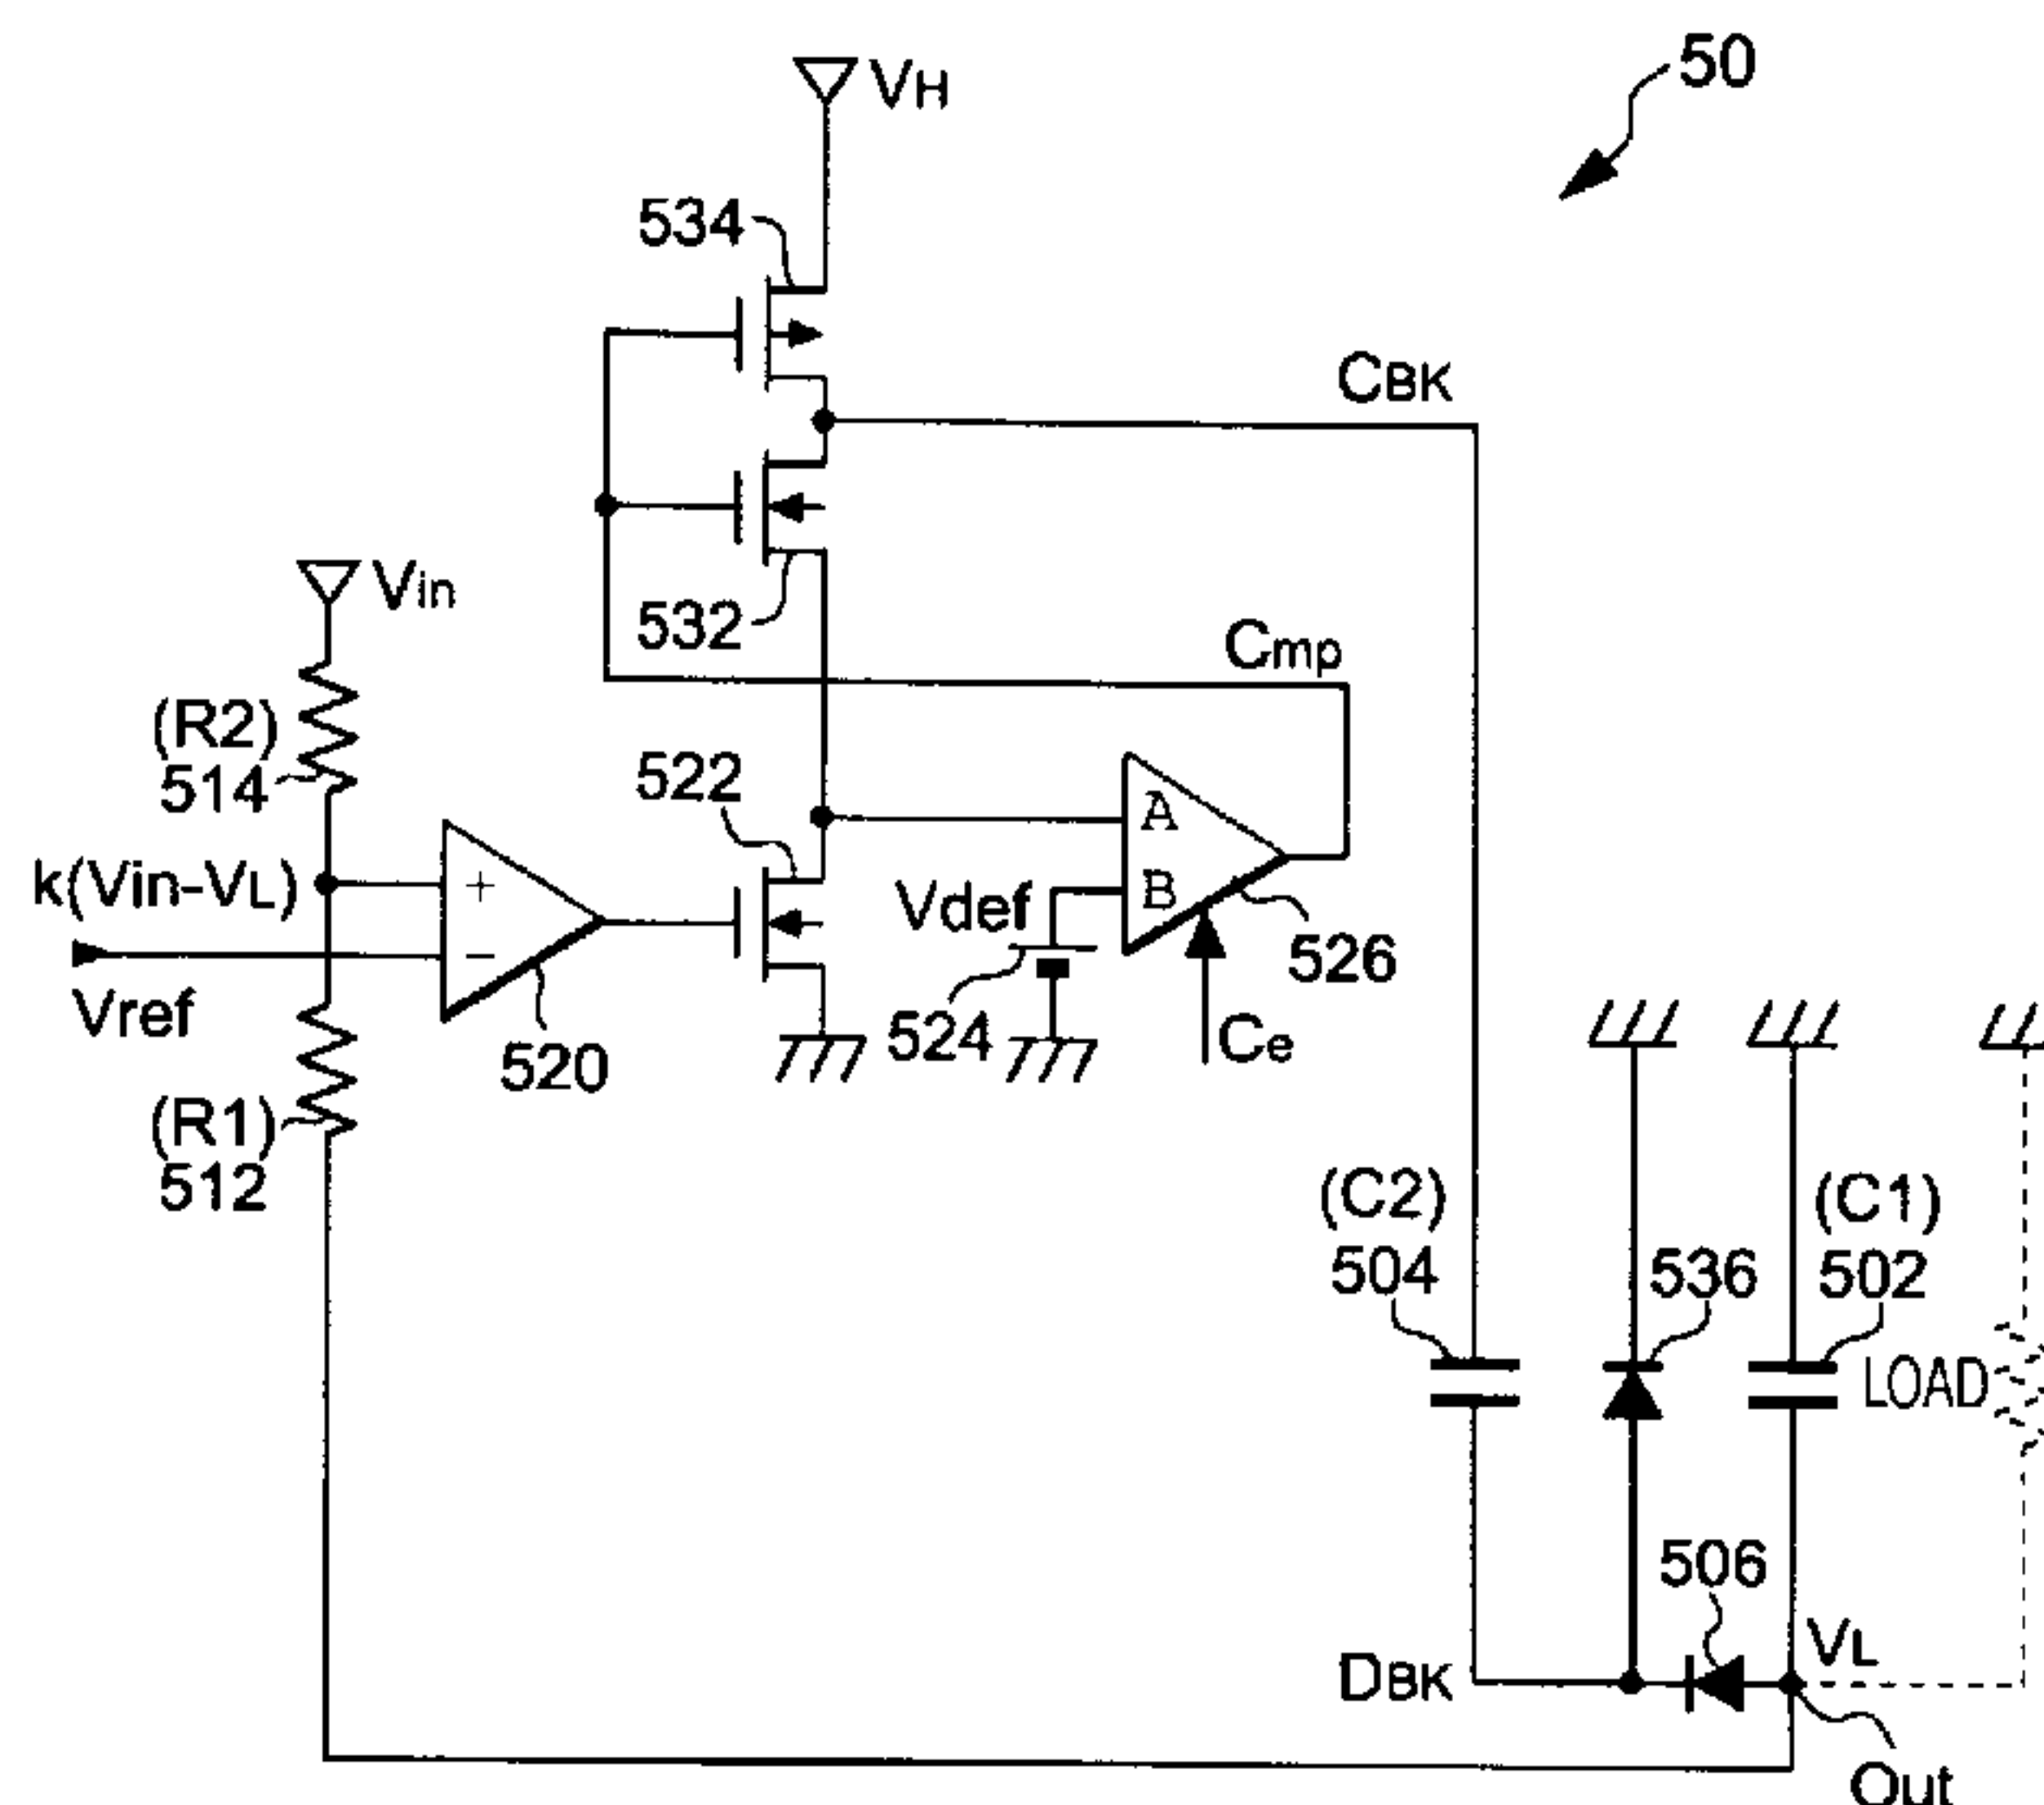 50
VH
534
CBK
Vin
532
Cmp
(R2)
514
522
A
k(Vin-VL)
+
Vdef
B
−
526
Vref
520
524
Ce
(R1)
512
(C2)
504
536
(C1)
502
LOAD
506
VL
DBK
Out